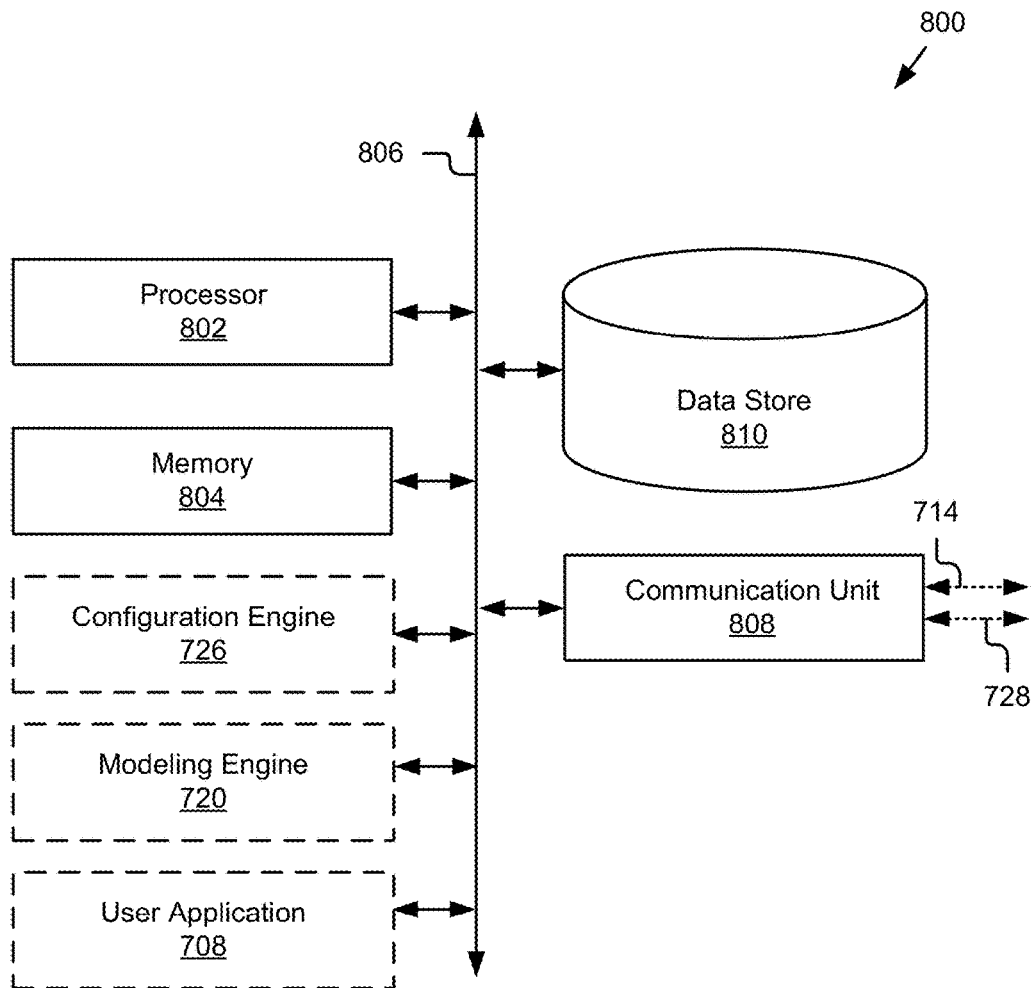 800
806
Processor
802
Data Store
810
Memory
804
714
Communication Unit
808
728
Configuration Engine
726
Modeling Engine
720
User Application
708